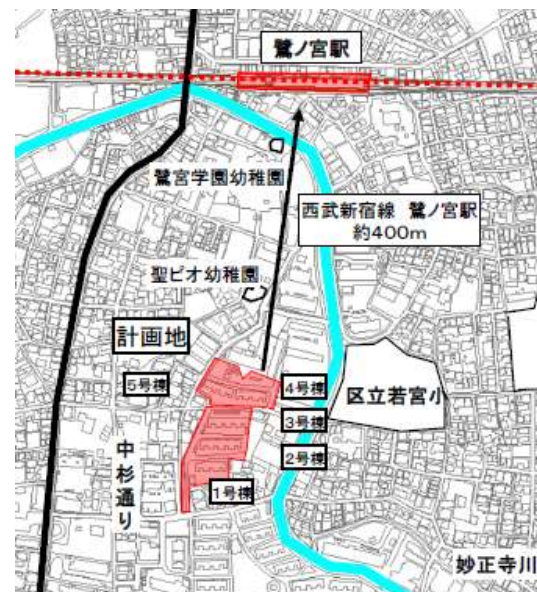 鷺ノ宮駅
鷺宮学園幼稚園
西武新宿線 鷺ノ宮駅
約400m
聖ピオ幼稚園
計画地
5号棟
4号棟
区立若宮小
3号棟
2号棟
1号棟
中杉通り
妙正寺川